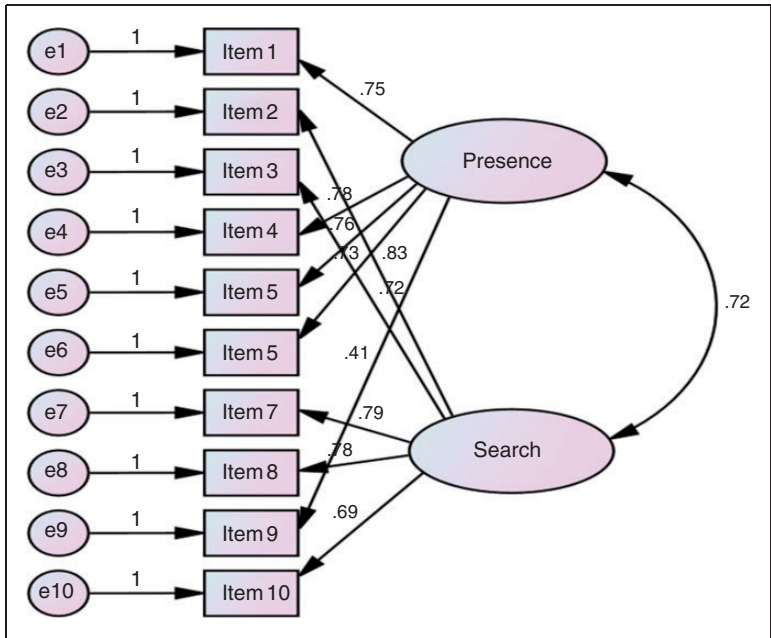 e1 1 Item 1
.75
e2 1 Item 2
Presence
e3 1 Item 3
.78
e4 1 Item 4
.76
.73 .83
e5 1 Item 5
.72
.72
e6 1 Item 5
.41
e7 1 Item 7
.79
Search
.78
e8 1 Item 8
.69
e9 1 Item 9
e10 1 Item 10